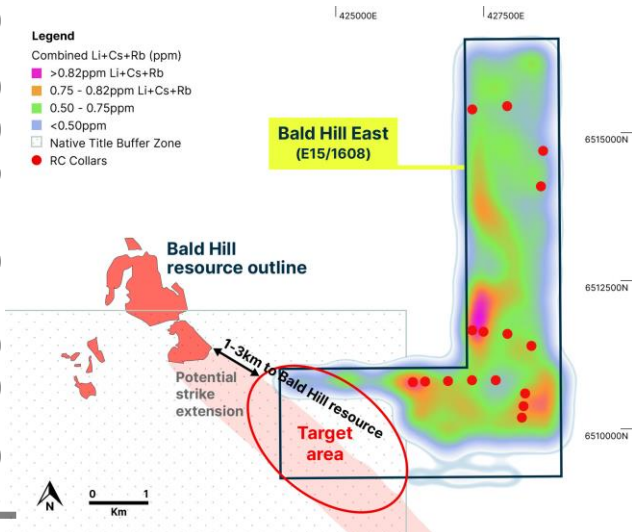 425000E
427500E
Legend
Combined Li+Cs+Rb (ppm)
>0.82ppm Li+Cs+Rb
0.75 - 0.82ppm Li+Cs+Rb
0.50 - 0.75ppm
<0.50ppm
Native Title Buffer Zone
RC Collars
Bald Hill East
(E15/1608)
6515000N
Bald Hill
resource outline
6512500N
1-3km to Bald Hill resource
Potential
strike
extension
Target
area
6510000N
N
0 1
Km